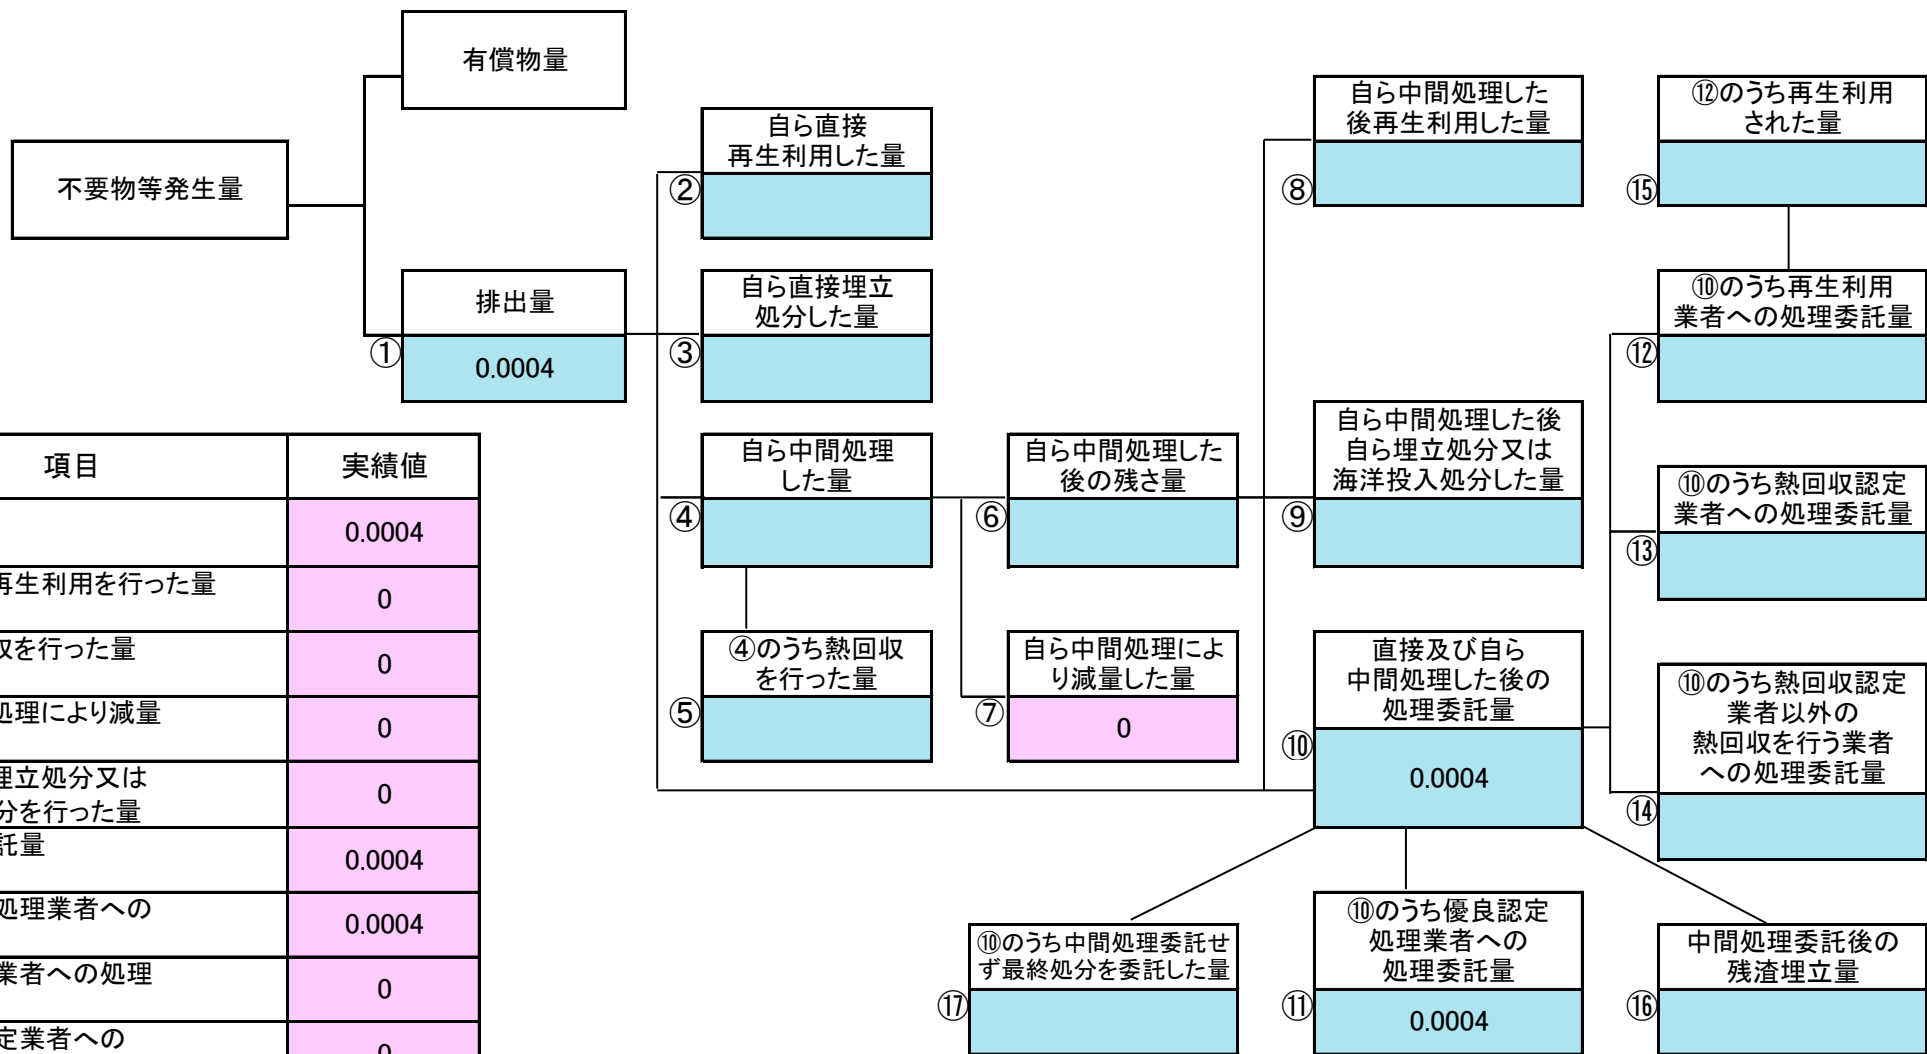 有償物量
不要物等発生量
排出量
①
0.0004
自ら直接
再生利用した量
②
自ら直接埋立
処分した量
③
自ら中間処理
した量
④
④のうち熱回収
を行った量
⑤
自ら中間処理した
後の残さ量
⑥
自ら中間処理によ
り減量した量
⑦
0
自ら中間処理した
後再生利用した量
⑧
自ら中間処理した後
自ら埋立処分又は
海洋投入処分した量
⑨
直接及び自ら
中間処理した後の
処理委託量
⑩
0.0004
⑩のうち優良認定
処理業者への
処理委託量
⑪
0.0004
⑫のうち再生利用
された量
⑮
⑩のうち再生利用
業者への処理委託量
⑫
⑩のうち熱回収認定
業者への処理委託量
⑬
⑩のうち熱回収認定
業者以外の
熱回収を行う業者
への処理委託量
⑭
中間処理委託後の
残渣埋立量
⑯
⑩のうち中間処理委託せ
ず最終処分を委託した量
⑰
項目 実績値
0.0004
再生利用を行った量 0
収を行った量 0
処理により減量 0
埋立処分又は
分を行った量 0
託量 0.0004
処理業者への 0.0004
業者への処理 0
定業者への 0